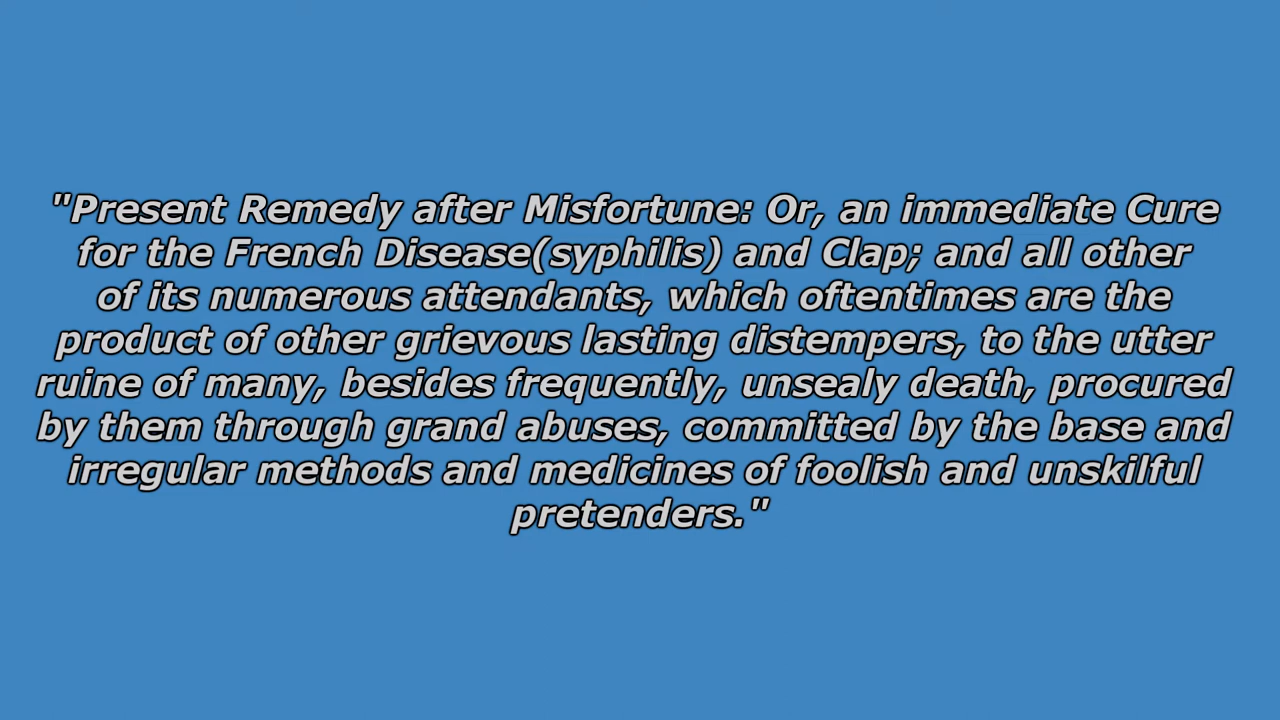 "Present Remedy after Misfortune: Or, an immediate Cure
for the French Disease(syphilis) and Clap; and all other
of its numerous attendants, which oftentimes are the
product of other grievous lasting distempers, to the utter
ruine of many, besides frequently, unsealy death, procured
by them through grand abuses, committed by the base and
irregular methods and medicines of foolish and unskilful
pretenders."